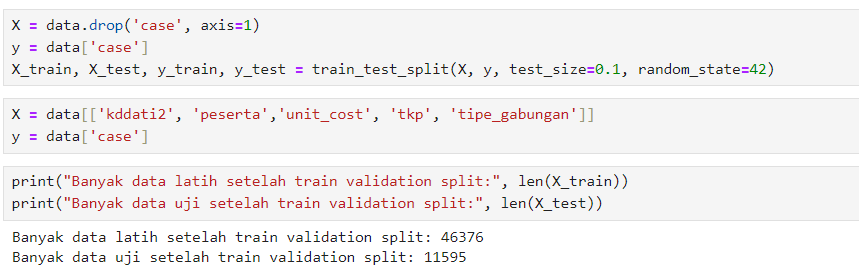 X = data.drop('case', axis=1)
y = data['case']
X_train, X_test, y_train, y_test = train_test_split(X, y, test_size=0.1, random_state=42)
X = data[['kddati2', 'peserta','unit_cost', 'tkp', 'tipe_gabungan']]
y = data['case']
print("Banyak data latih setelah train validation split:", len(X_train))
print("Banyak data uji setelah train validation split:", len(X_test))
Banyak data latih setelah train validation split: 46376
Banyak data uji setelah train validation split: 11595